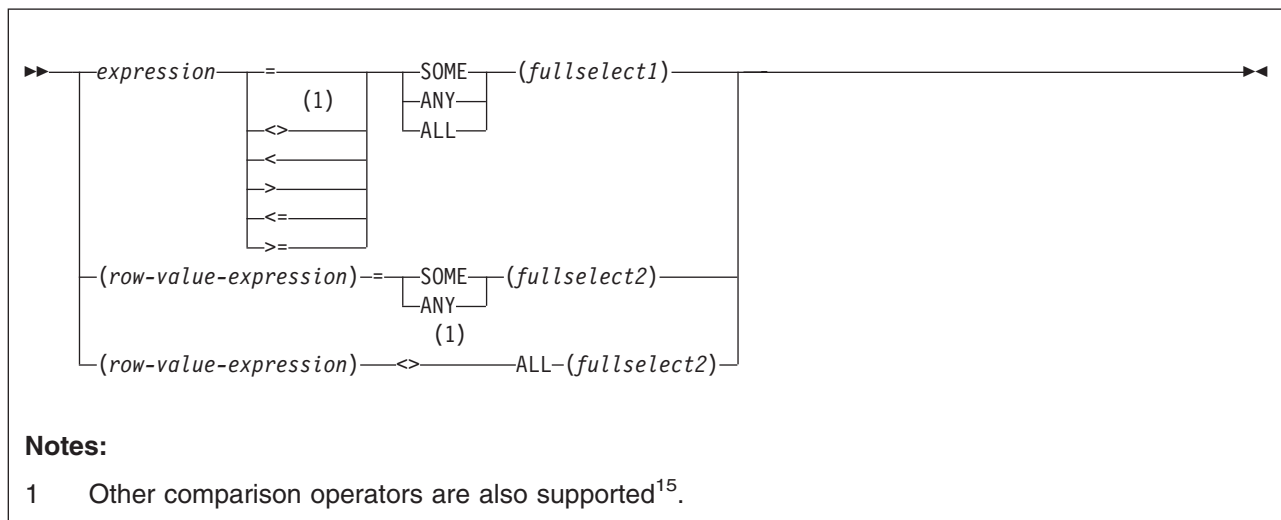 expression = SOME (fullselect1)
(1) ANY
<> ALL
<
>
<=
>=
(row-value-expression) = SOME (fullselect2)
ANY
(1)
(row-value-expression) <> ALL (fullselect2)
Notes:
1 Other comparison operators are also supported15.